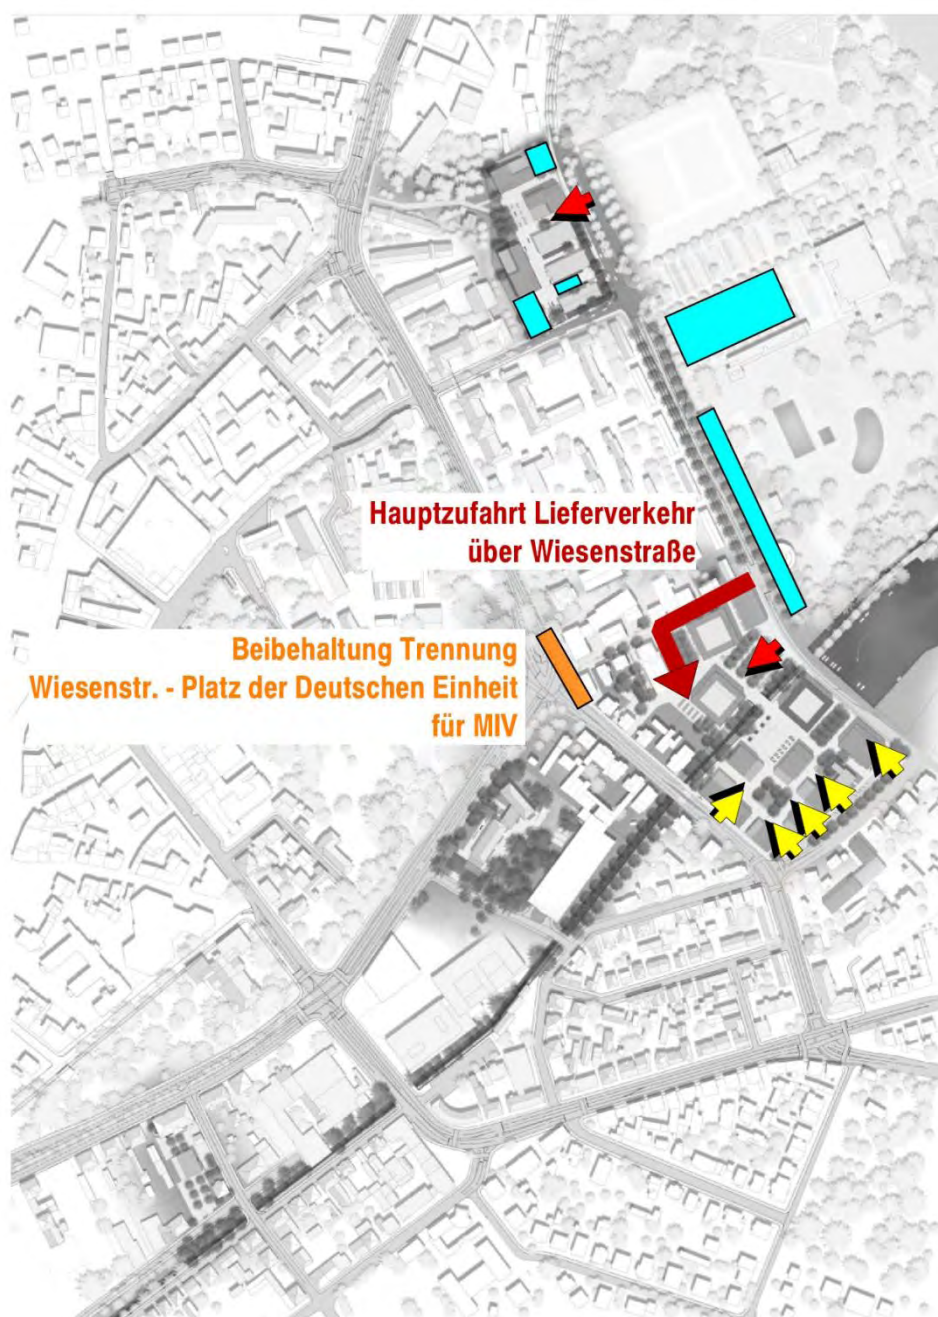 Hauptzufahrt Lieferverkehr
über Wiesenstraße
Beibehaltung Trennung
Wiesenstr. - Platz der Deutschen Einheit
für MIV